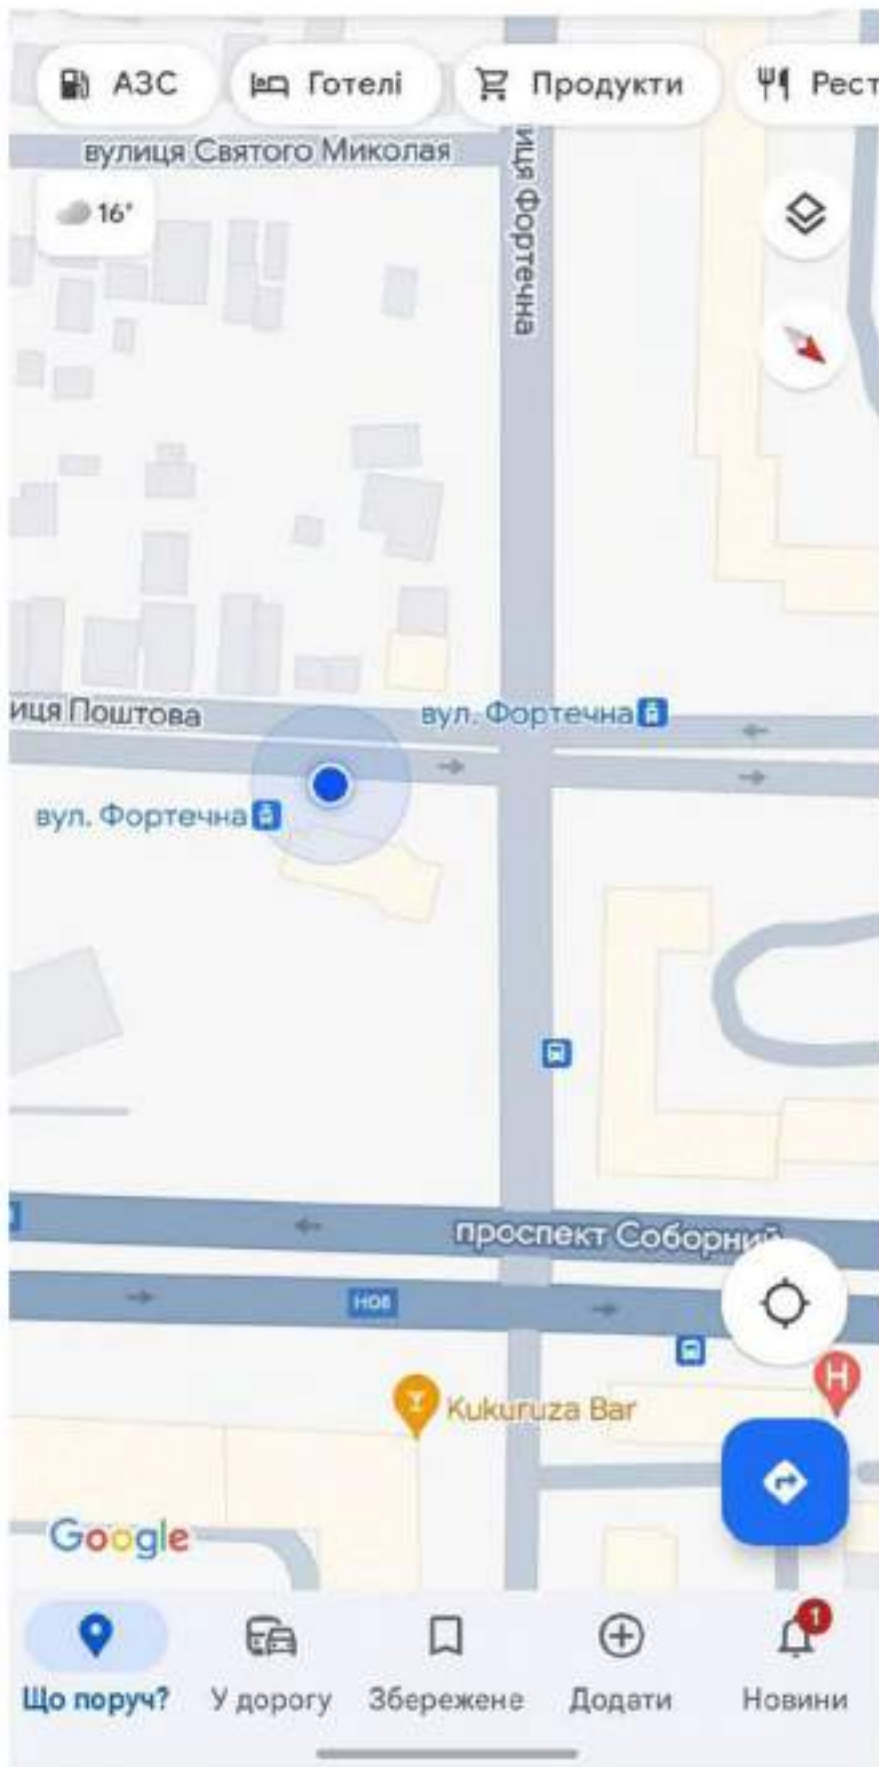 АЗС
Готелі
Продукти
Рест
вулиця Святого Миколая
16°
иця Фортечна
иця Поштова
вул. Фортечна
вул. Фортечна
проспект Соборний
Н08
H
Kukuruza Bar
Google
1
Що поруч?
У дорогу
Збережене
Додати
Новини